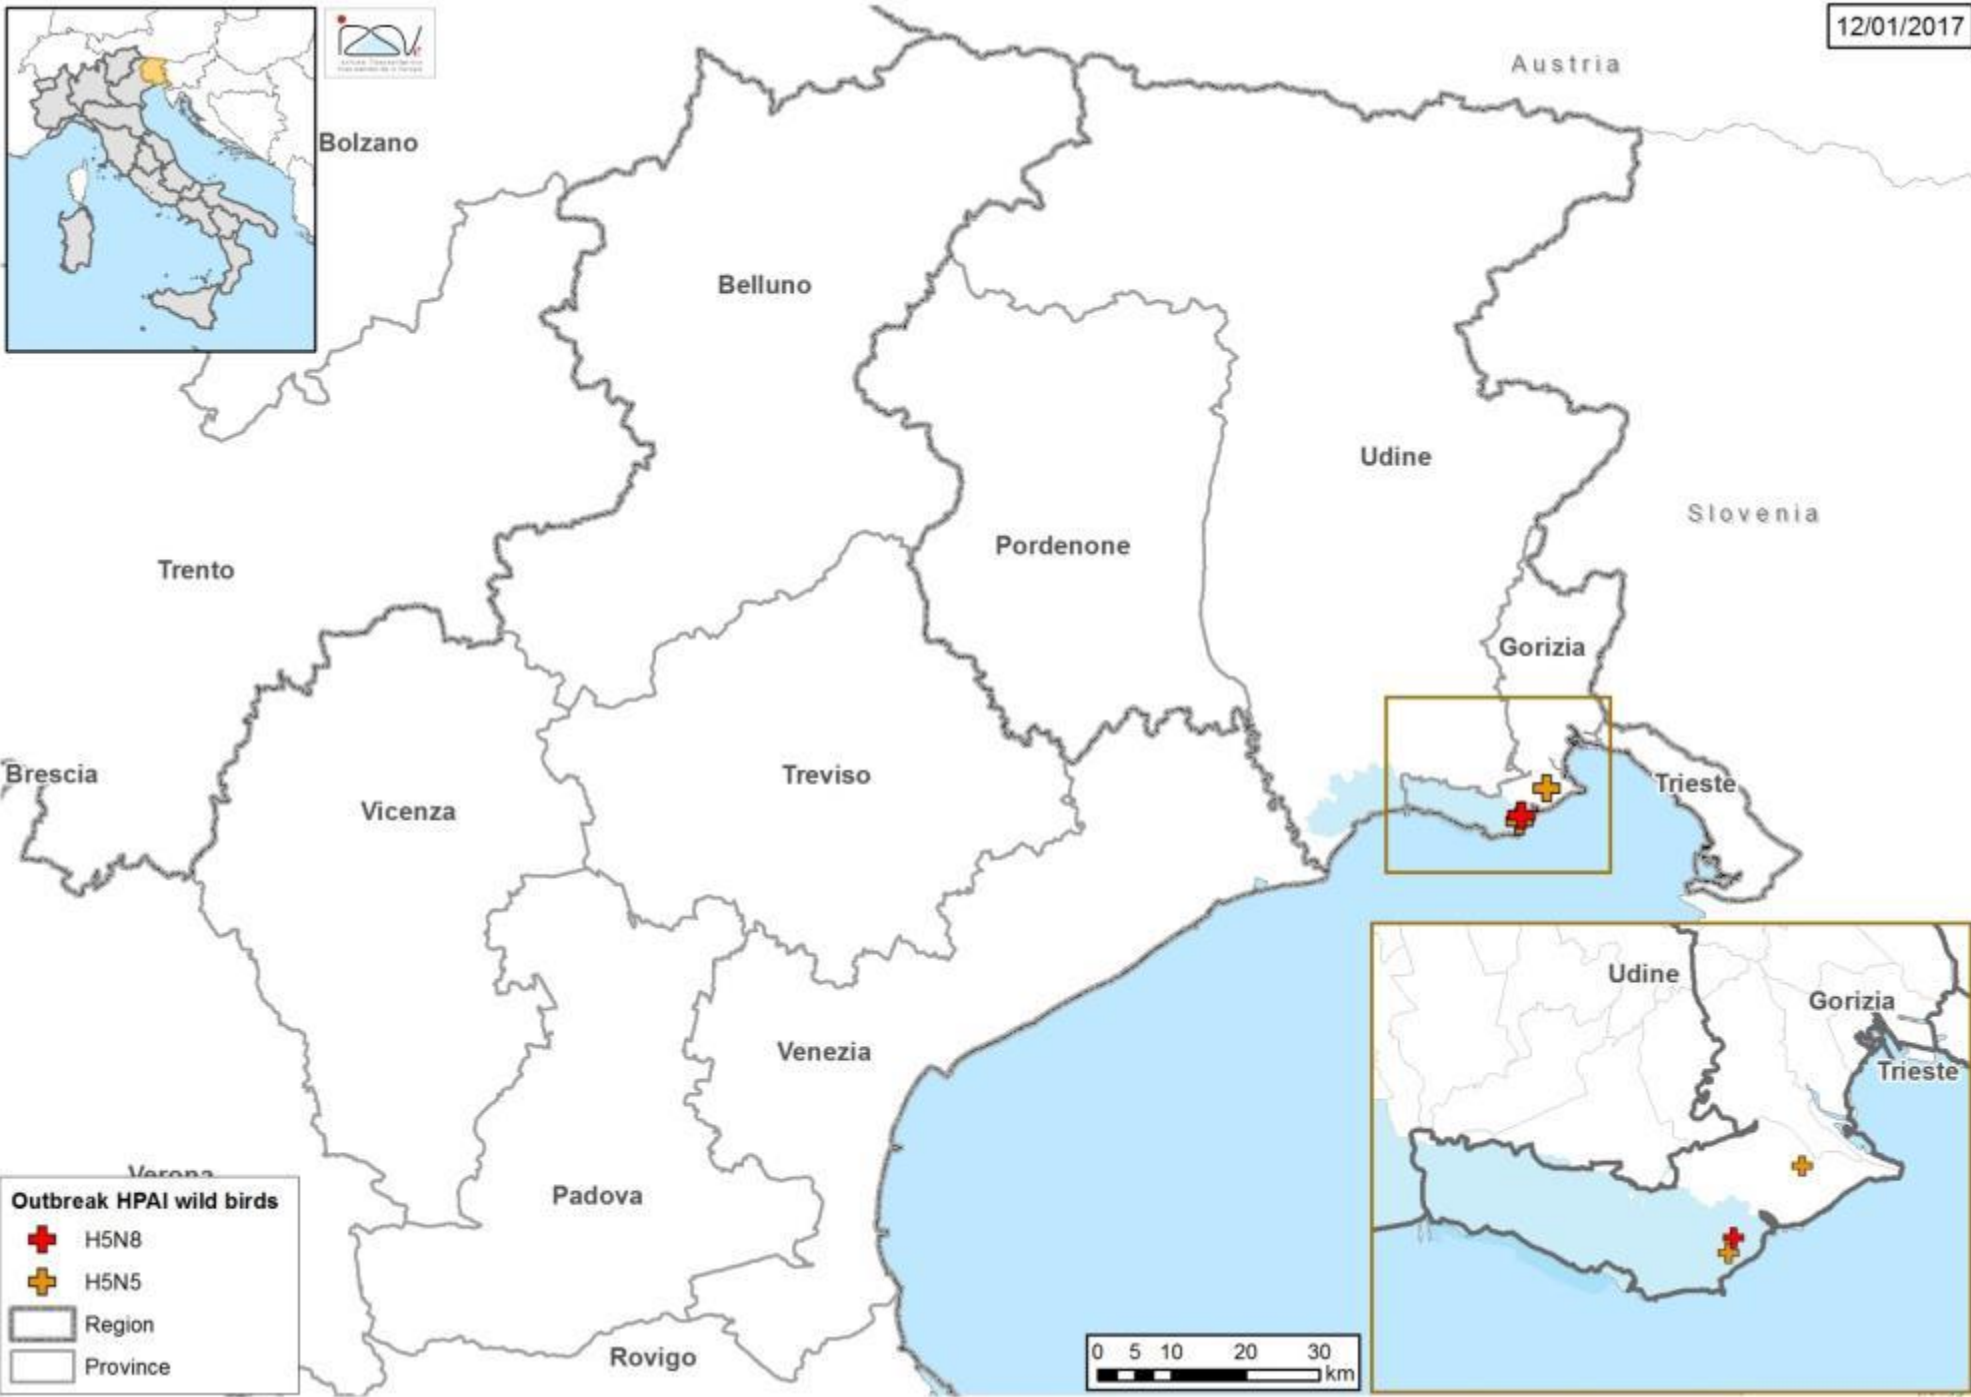 12/01/2017
Austria
Bolzano
Belluno
Udine
Slovenia
Pordenone
Trento
Gorizia
Brescia
Treviso
Trieste
Vicenza
Udine
Gorizia
Venezia
Trieste
Verona
Padova
Outbreak HPAI wild birds
H5N8
H5N5
Region
Province
Rovigo
0 5 10 20 30
km